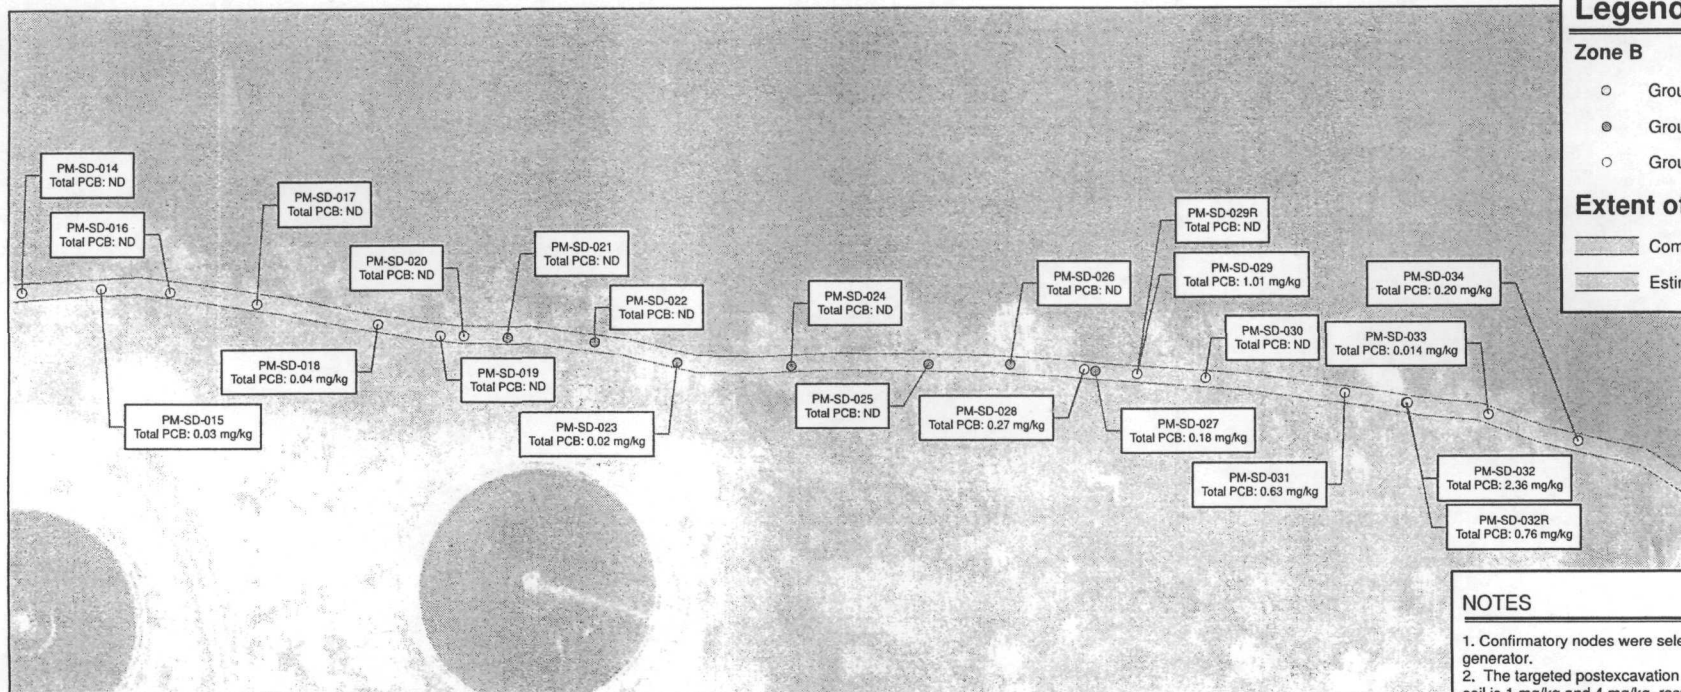 PM-SD-014
Total PCB: ND
PM-SD-016
Total PCB: ND
PM-SD-017
Total PCB: ND
PM-SD-020
Total PCB: ND
PM-SD-021
Total PCB: ND
PM-SD-022
Total PCB: ND
PM-SD-024
Total PCB: ND
PM-SD-026
Total PCB: ND
PM-SD-029R
Total PCB: ND
PM-SD-029
Total PCB: 1.01 mg/kg
PM-SD-030
Total PCB: ND
PM-SD-034
Total PCB: 0.20 mg/kg
PM-SD-033
Total PCB: 0.014 mg/kg
PM-SD-015
Total PCB: 0.03 mg/kg
PM-SD-018
Total PCB: 0.04 mg/kg
PM-SD-019
Total PCB: ND
PM-SD-023
Total PCB: 0.02 mg/kg
PM-SD-025
Total PCB: ND
PM-SD-028
Total PCB: 0.27 mg/kg
PM-SD-027
Total PCB: 0.18 mg/kg
PM-SD-031
Total PCB: 0.63 mg/kg
PM-SD-032
Total PCB: 2.36 mg/kg
PM-SD-032R
Total PCB: 0.76 mg/kg
Legend
Zone B
Grou
Grou
Grou
Extent of
Com
Estir
NOTES
1. Confirmatory nodes were sele
generator.
2. The targeted postexcavation
soil is 1 mg/kg and 4 mg/kg